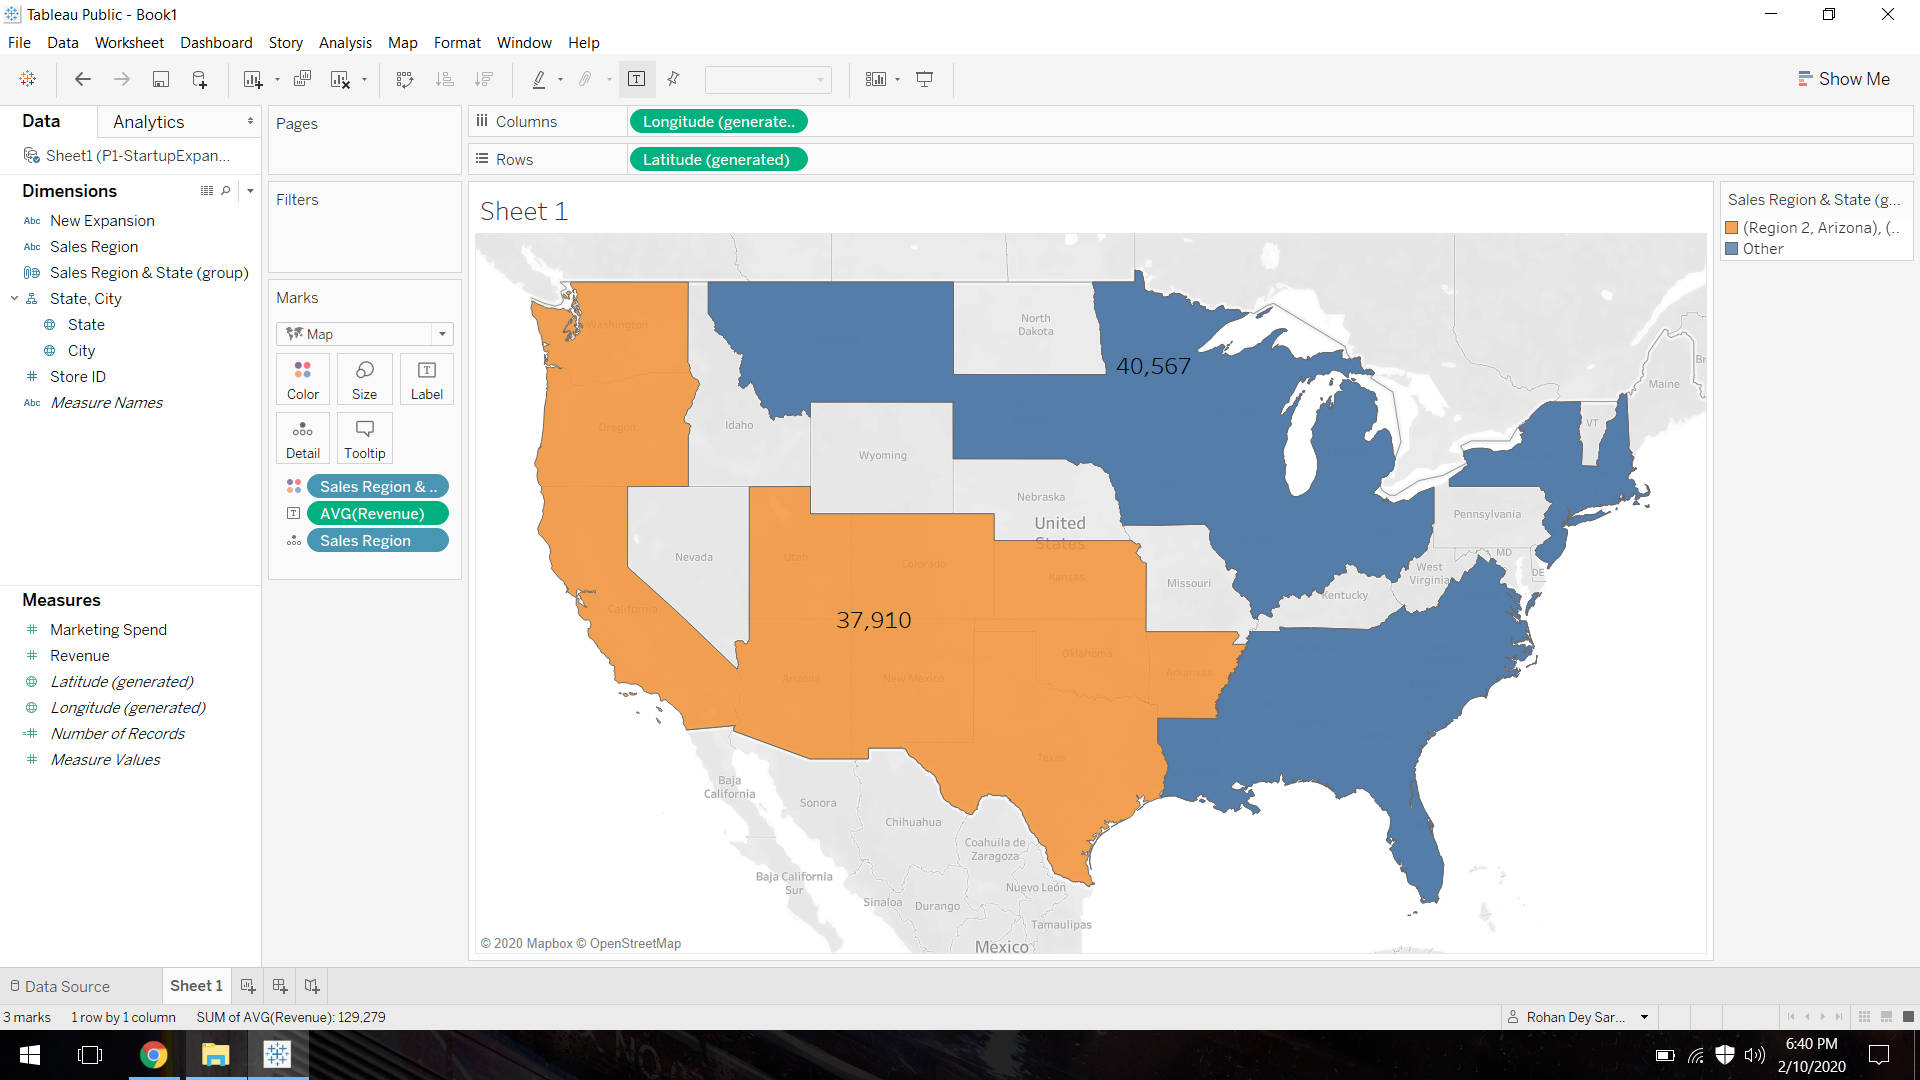 Tableau Public - Book1
File Data Worksheet Dashboard Story Analysis Map Format Window Help
Show Me
Data
Analytics
Sheet1 (P1-StartupExpan...
Dimensions
Abc New Expansion
Abc Sales Region
Sales Region & State (group)
State, City
State
City
# Store ID
Abc Measure Names
Measures
# Marketing Spend
# Revenue
Latitude (generated)
Longitude (generated)
=# Number of Records
# Measure Values
Pages
Filters
Marks
Map
Color
Size
Label
Detail
Tooltip
Sales Region & ..
AVG(Revenue)
Sales Region
Columns
Longitude (generate..
Rows
Latitude (generated)
Sheet 1
Washington
North
Dakota
40,567
Maine
Br
Oregon
Idaho
VT
Wyoming
Nebraska
Pennsylvania
United
States
Nevada
Utah
Colorado
Kansas
MD
West
Virginia
DE
Missouri
California
Kentucky
37,910
Oklahoma
Arizona
New Mexico
Arkansas
Texas
Baja
California
Sonora
Chihuahua
Coahuila de
Zaragoza
Baja California
Sur
Nuevo León
Sinaloa
Durango
Tamaulipas
Mexico
© 2020 Mapbox © OpenStreetMap
Sales Region & State (g...
(Region 2, Arizona), (..
Other
Data Source
Sheet 1
3 marks
1 row by 1 column
SUM of AVG(Revenue): 129,279
Rohan Dey Sar...
6:40 PM
2/10/2020